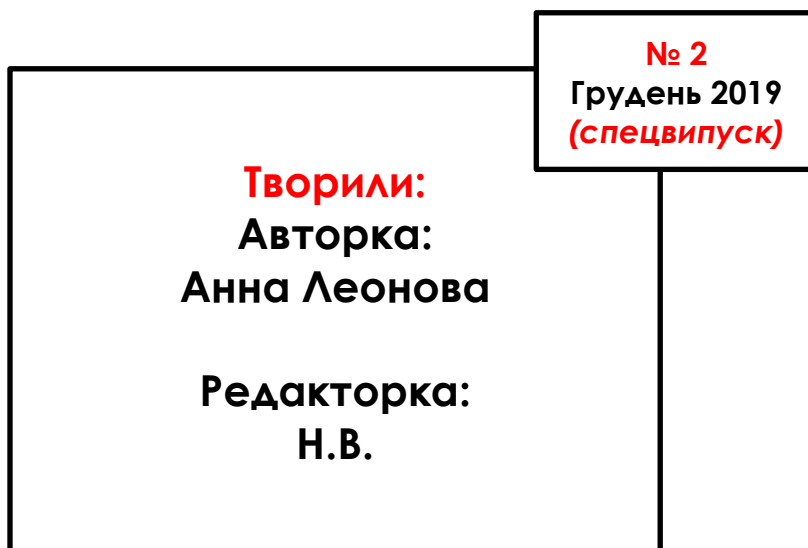 № 2
Грудень 2019
(спецвипуск)
Творили:
Авторка:
Анна Леонова
Редакторка:
Н.В.